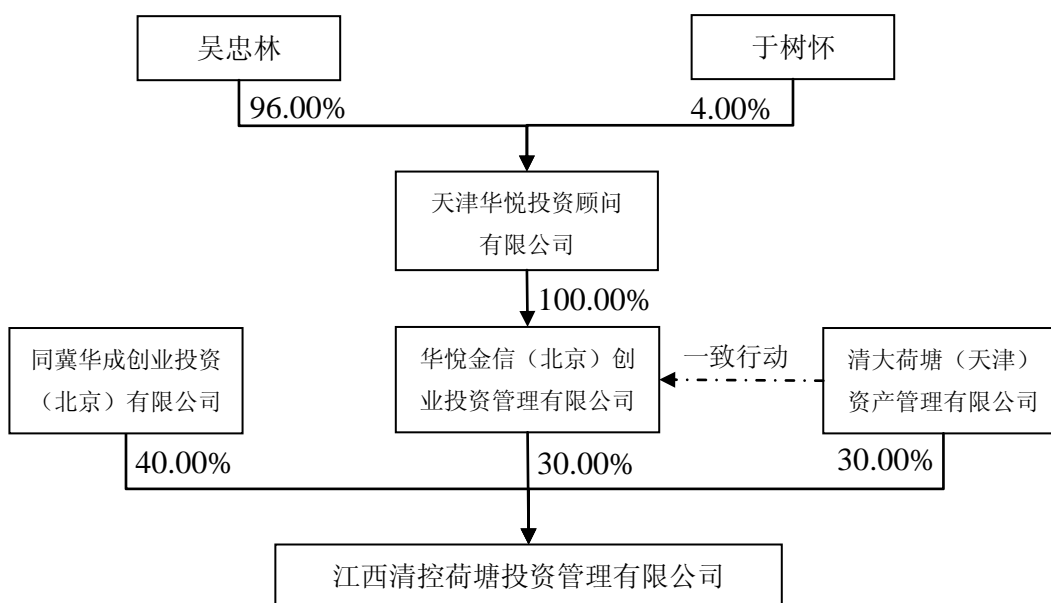 吴忠林
于树怀
96.00%
4.00%
天津华悦投资顾问
有限公司
100.00%
同冀华成创业投资
（北京）有限公司
华悦金信（北京）创
业投资管理有限公司
一致行动
清大荷塘（天津）
资产管理有限公司
40.00%
30.00%
30.00%
江西清控荷塘投资管理有限公司